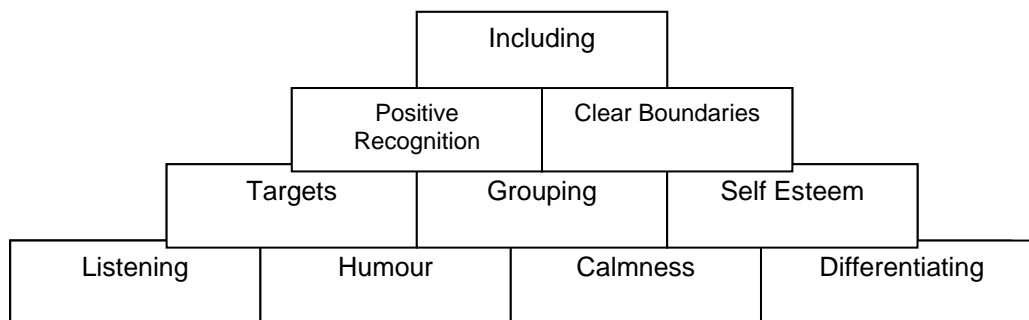 Including
Positive
Recognition
Clear Boundaries
Targets
Grouping
Self Esteem
Listening
Humour
Calmness
Differentiating